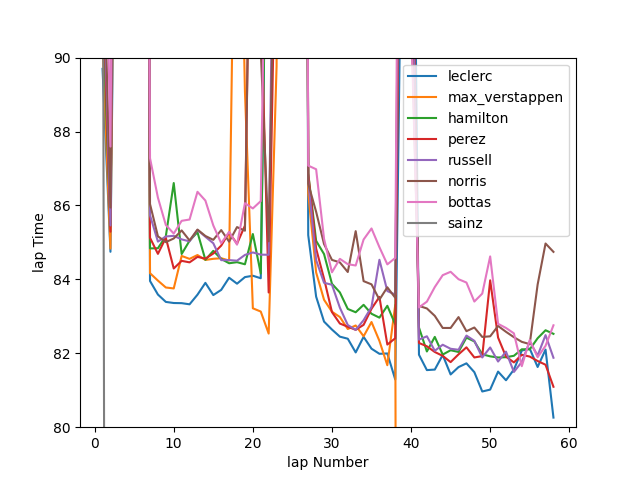 90
88
86
84
82
80
lap Time
0
10
20
30
40
50
60
lap Number
leclerc
max_verstappen
hamilton
perez
russell
norris
bottas
sainz